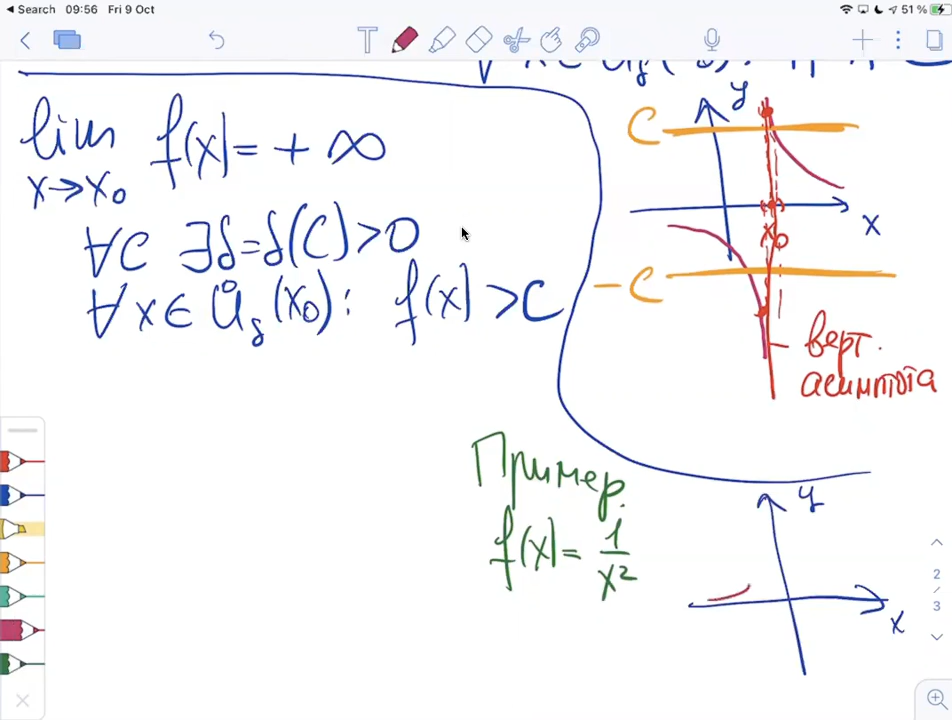 Search 09:56 Fri 9 Oct 51 %
lim f(x) = + ∞
x→x₀
∀C ∃δ=δ(C)>0
∀x∈Ů_δ(x₀): f(x) >C
y
C
x
x₀
-C
верт.
асимптота
Пример.
f(x) = 1/x²
y
x
2
3